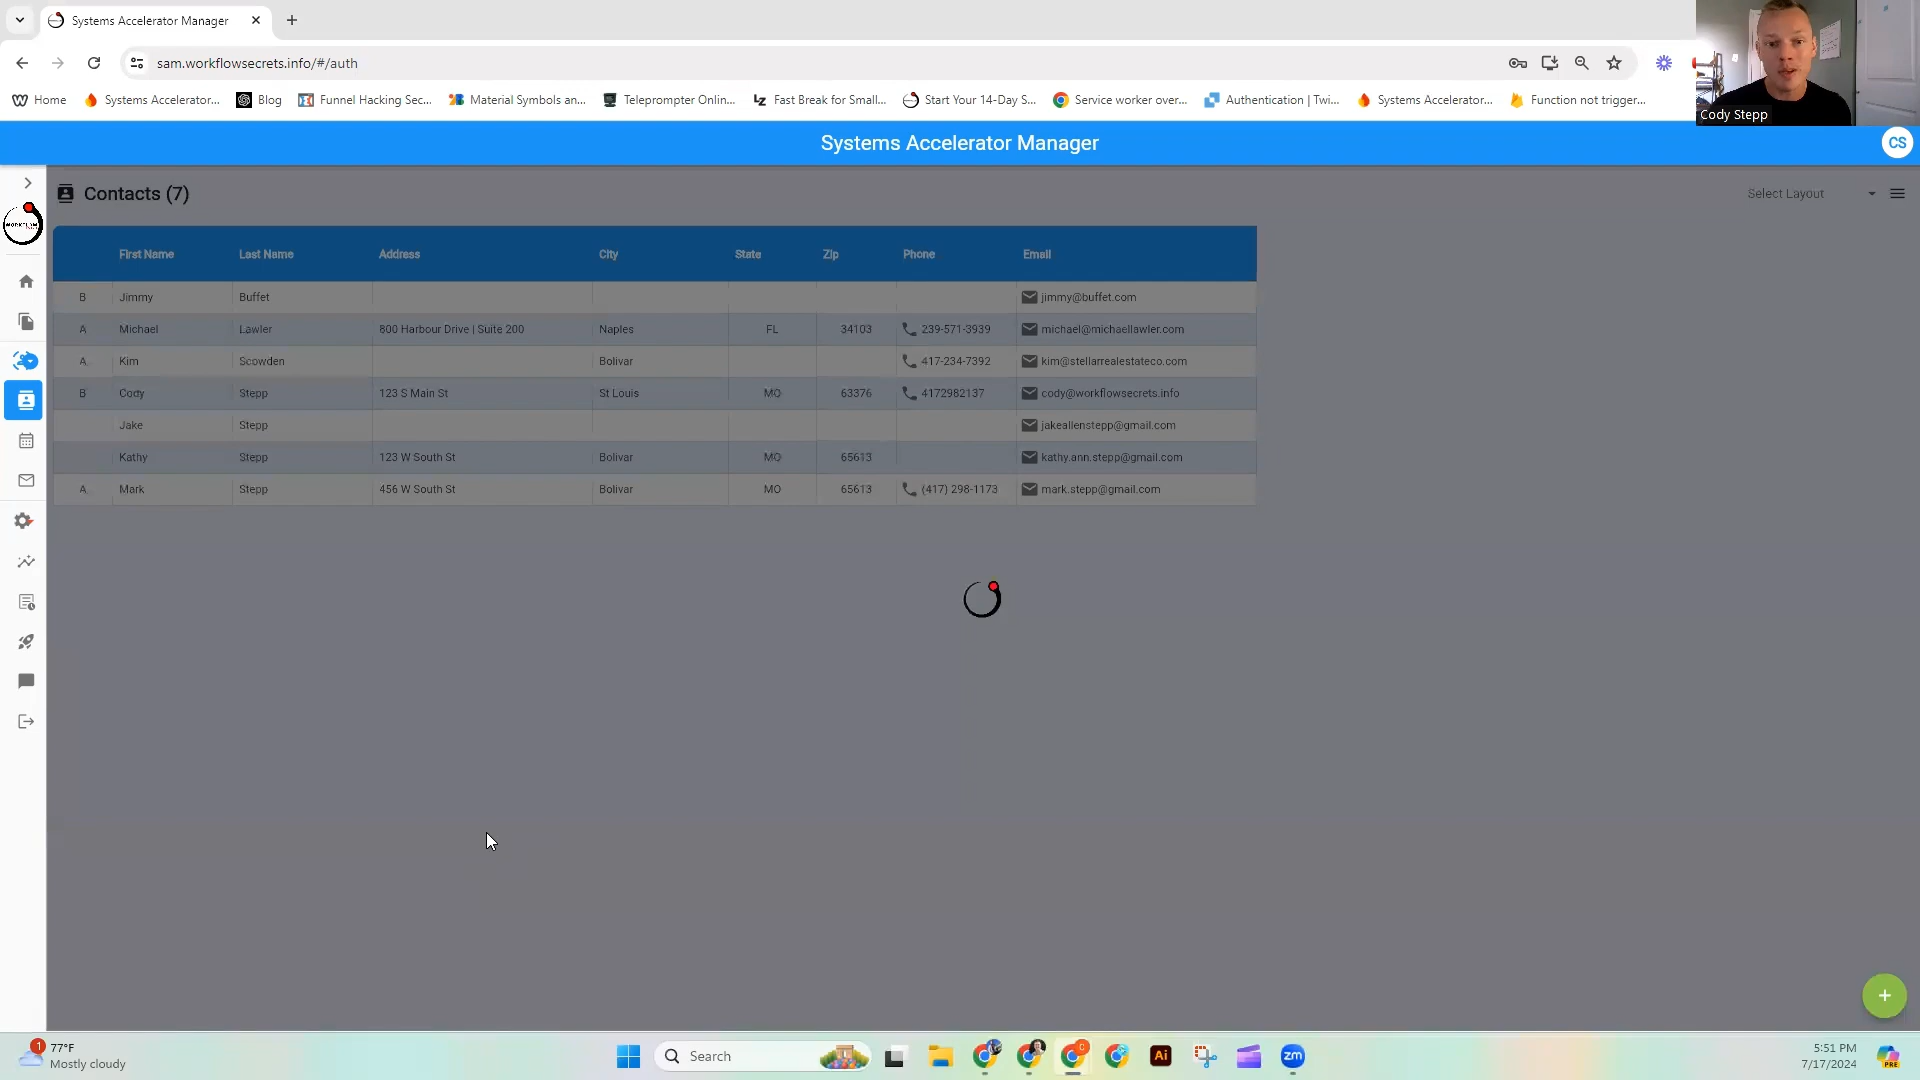 Systems Accelerator Manager
sam.workflowsecrets.info/#/auth
Home
Systems Accelerator...
Blog
Funnel Hacking Sec...
Material Symbols an...
Teleprompter Onlin...
Fast Break for Small...
Start Your 14-Day S...
Service worker over...
Authentication | Twi...
Systems Accelerator...
Function not trigger...
Cody Stepp
Systems Accelerator Manager
CS
Contacts (7)
Select Layout
First Name Last Name Address City State Zip Phone Email
B Jimmy Buffet jimmy@buffet.com
A Michael Lawler 800 Harbour Drive | Suite 200 Naples FL 34103 239-571-3939 michael@michaellawler.com
A. Kim Scowden Bolivar 417-234-7392 kim@stellarrealestateco.com
B Cody Stepp 123 S Main St St Louis MO 63376 4172982137 cody@workflowsecrets.info
Jake Stepp jakeallenstepp@gmail.com
Kathy Stepp 123 W South St Bolivar MO 65613 kathy.ann.stepp@gmail.com
A. Mark Stepp 456 W South St Bolivar MO 65613 (417) 298-1173 mark.stepp@gmail.com
1
77°F
Mostly cloudy
Search
C
Ai
zm
5:51 PM
7/17/2024
PRE